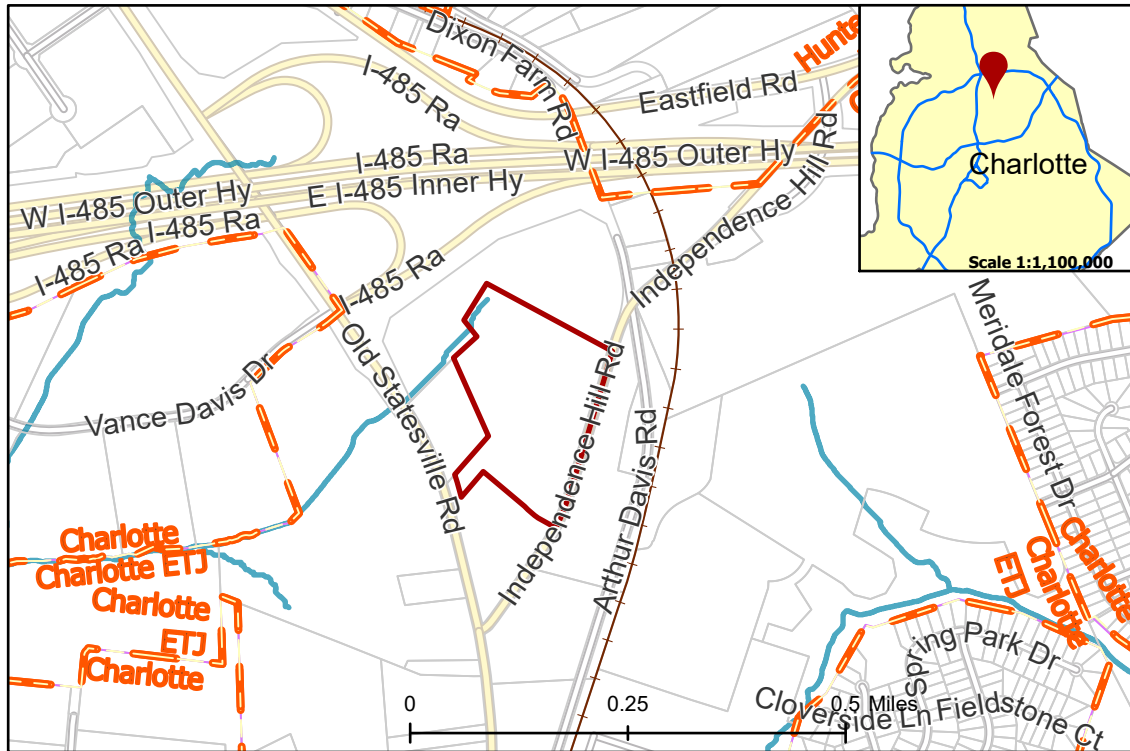 Dixon Farm Rd
Hunte
I-485 Ra
Eastfield Rd
Charlotte
Scale 1:1,100,000
I-485 Ra
W I-485 Outer Hy
Independence Hill Rd
E I-485 Inner Hy
W I-485 Outer Hy
I-485 Ra
I-485 Ra
I-485 Ra
Old Statesville Rd
Vance Davis Dr
Independence Hill Rd
Arthur Davis Rd
Meridale Forest Dr
Charlotte
Charlotte ETJ
Charlotte
ETJ
Charlotte
Charlotte
Charlotte
ETJ
Spring Park Dr
Cloverside Ln
Fieldstone Ct
0
0.25
0.5 Miles